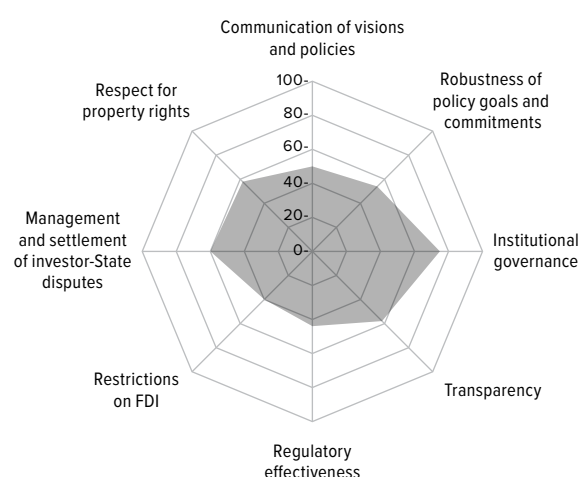 Communication of visions
and policies
Robustness of
policy goals and
commitments
Respect for
property rights
100-
80-
60-
40-
20-
0-
Management
and settlement
of investor-State
disputes
Institutional
governance
Restrictions
on FDI
Transparency
Regulatory
effectiveness